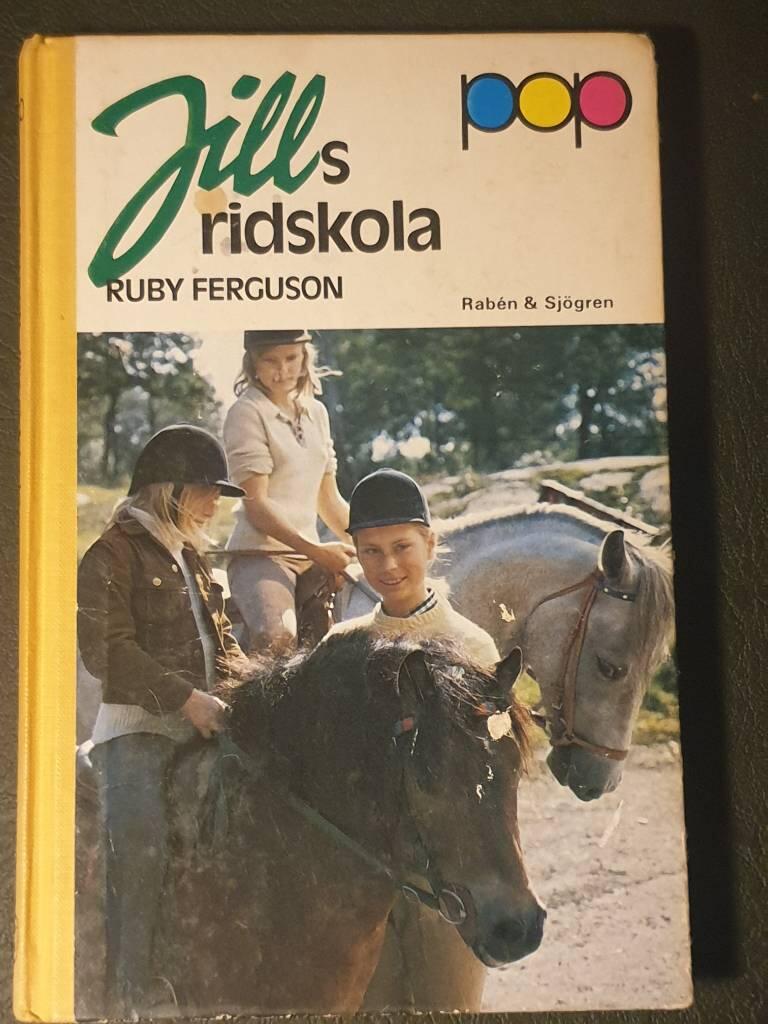 Jills
ridskola
RUBY FERGUSON
pop
Rabén & Sjögren